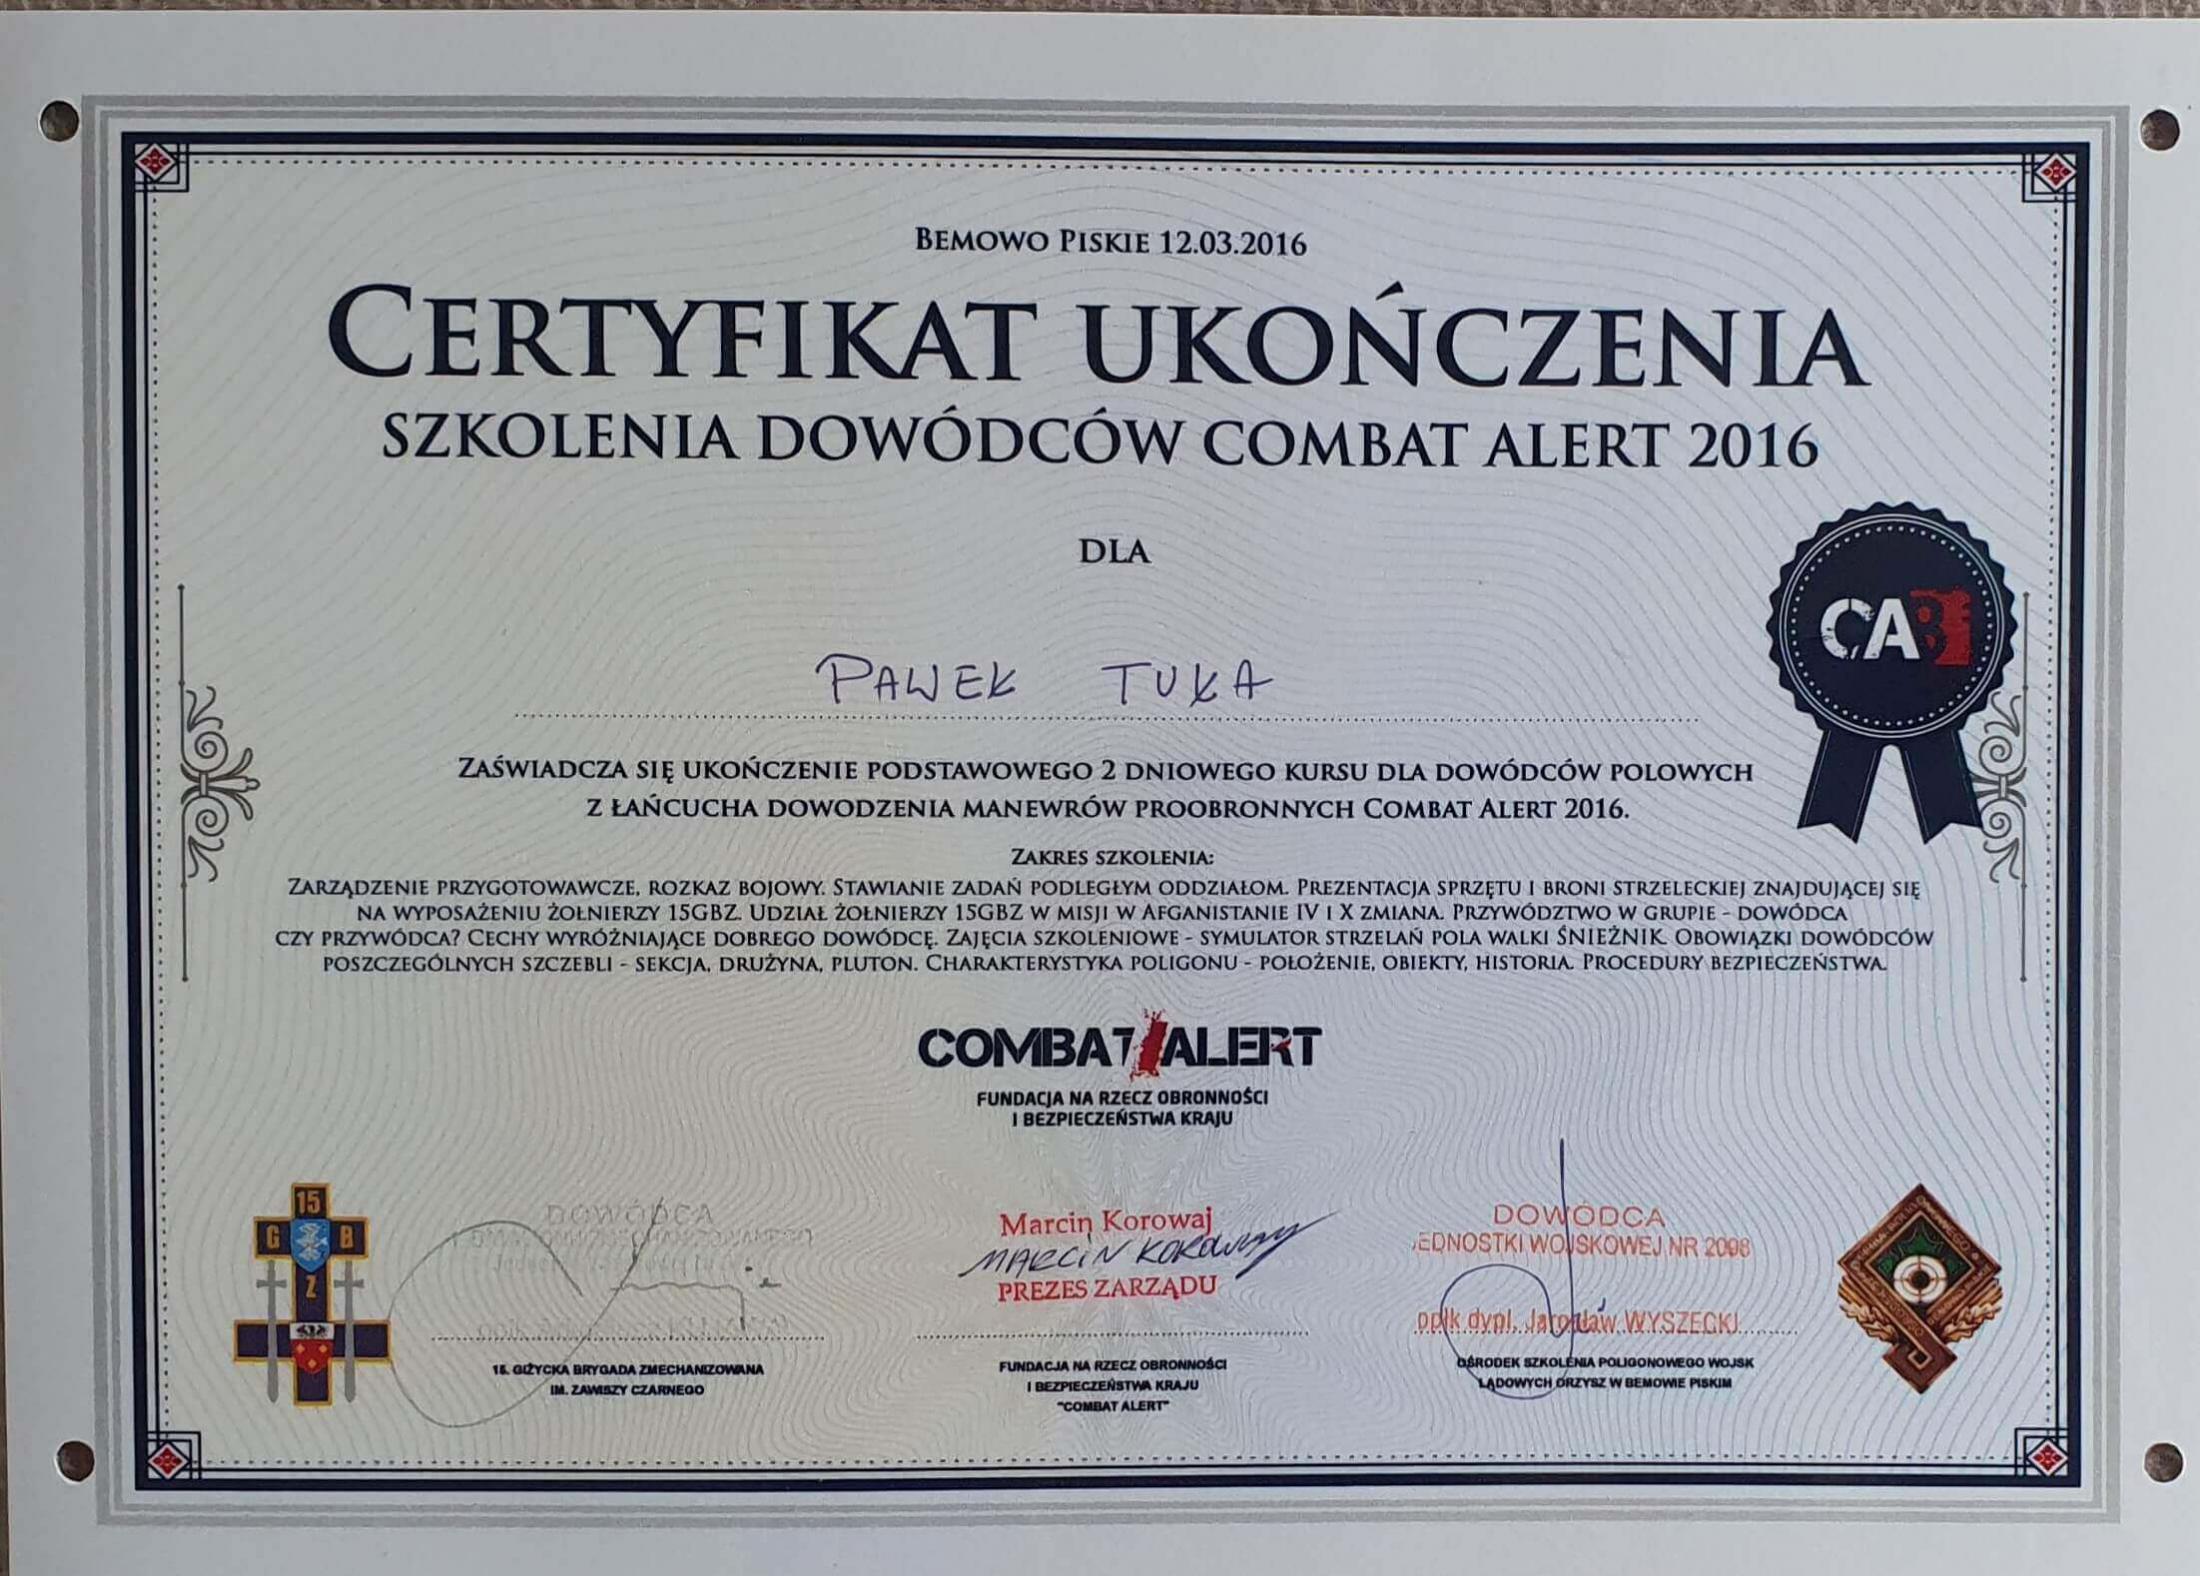 BEMOWO PISKIE 12.03.2016
CERTYFIKAT UKOŃCZENIA
SZKOLENIA DOWÓDCÓW COMBAT ALERT 2016
DLA
CABi
PAWEŁ TUKA
ZAŚWIADCZA SIĘ UKOŃCZENIE PODSTAWOWEGO 2 DNIOWEGO KURSU DLA DOWÓDCÓW POLOWYCH
Z ŁAŃCUCHA DOWODZENIA MANEWRÓW PROOBRONNYCH COMBAT ALERT 2016.
ZAKRES SZKOLENIA:
ZARZĄDZENIE PRZYGOTOWAWCZE, ROZKAZ BOJOWY. STAWIANIE ZADAŃ PODLEGŁYM ODDZIAŁOM. PREZENTACJA SPRZĘTU I BRONI STRZELECKIEJ ZNAJDUJĄCEJ SIĘ
NA WYPOSAŻENIU ŻOŁNIERZY 15GBZ. UDZIAŁ ŻOŁNIERZY 15GBZ W MISJI W AFGANISTANIE IV I X ZMIANA. PRZYWÓDZTWO W GRUPIE - DOWÓDCA
CZY PRZYWÓDCA? CECHY WYRÓŻNIAJĄCE DOBREGO DOWÓDCĘ. ZAJĘCIA SZKOLENIOWE - SYMULATOR STRZELAŃ POLA WALKI ŚNIEŻNIK. OBOWIĄZKI DOWÓDCÓW
POSZCZEGÓLNYCH SZCZEBLI - SEKCJA, DRUŻYNA, PLUTON. CHARAKTERYSTYKA POLIGONU - POŁOŻENIE, OBIEKTY, HISTORIA. PROCEDURY BEZPIECZEŃSTWA.
COMBAT ALERT
FUNDACJA NA RZECZ OBRONNOŚCI
I BEZPIECZEŃSTWA KRAJU
15
G B
Z
DOWÓDCA
15. GIŻYCKA BRYGADA ZMECHANIZOWANA
IM. ZAWISZY CZARNEGO
Marcin Korowaj
MARCIN KOROWAJ
PREZES ZARZĄDU
FUNDACJA NA RZECZ OBRONNOŚCI
I BEZPIECZEŃSTWA KRAJU
"COMBAT ALERT"
DOWÓDCA
JEDNOSTKI WOJSKOWEJ NR 2098
ppłk dypl. Jarosław WYSZECKI
OŚRODEK SZKOLENIA POLIGONOWEGO WOJSK
LĄDOWYCH ORZYSZ W BEMOWIE PISKIM